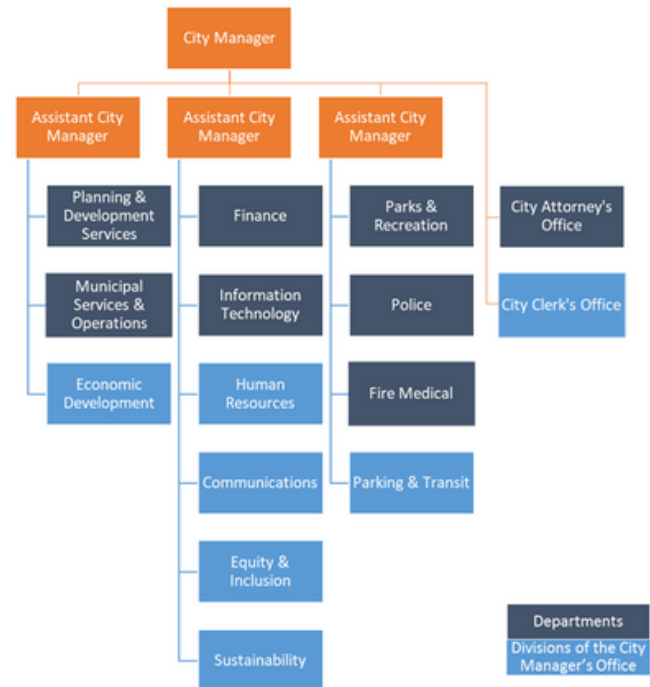 City Manager
Assistant City
Manager
Assistant City
Manager
Assistant City
Manager
Planning &
Development
Services
Finance
Parks &
Recreation
City Attorney's
Office
Municipal
Services &
Operations
Information
Technology
Police
City Clerk's Office
Economic
Development
Human
Resources
Fire Medical
Communications
Parking & Transit
Equity &
Inclusion
Sustainability
Departments
Divisions of the City
Manager's Office